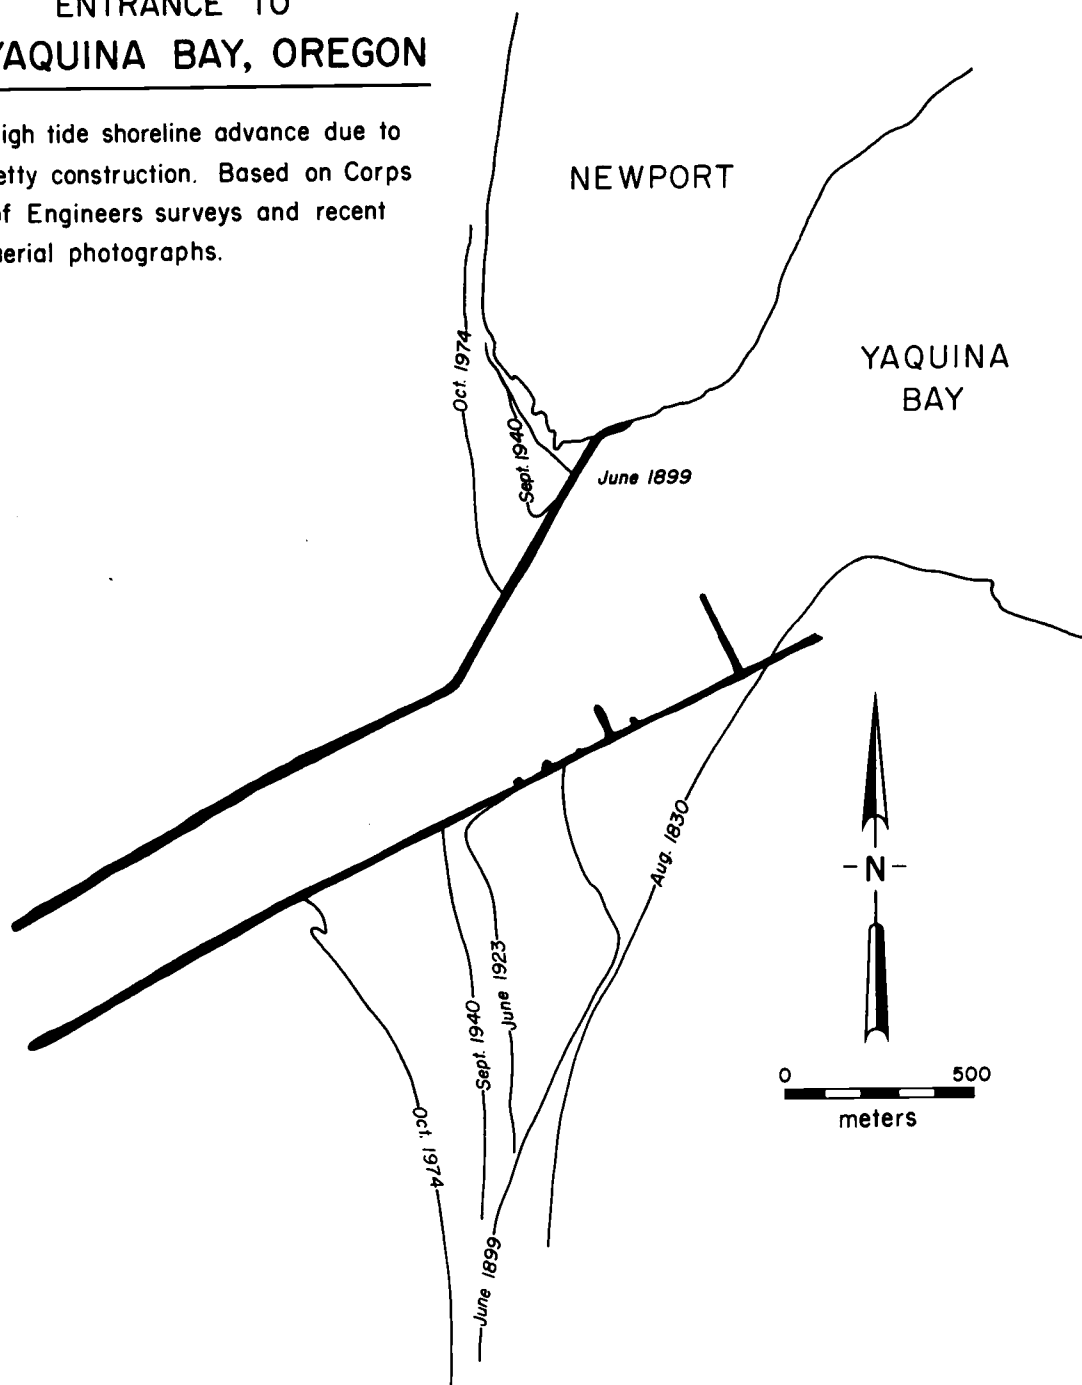 ENTRANCE TO
YAQUINA BAY, OREGON
igh tide shoreline advance due to
etty construction. Based on Corps
of Engineers surveys and recent
aerial photographs.
NEWPORT
YAQUINA
BAY
Oct. 1974
Sept. 1940
June 1899
Aug. 1830
N
June 1923
Sept. 1940
Oct. 1974
June 1899
0 500
meters